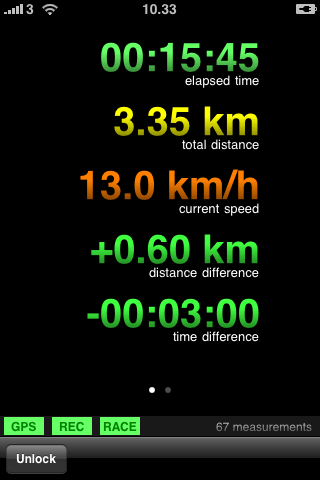 3 10.33
00:15:45
elapsed time
3.35 km
total distance
13.0 km/h
current speed
+0.60 km
distance difference
-00:03:00
time difference
GPS REC RACE 67 measurements
Unlock